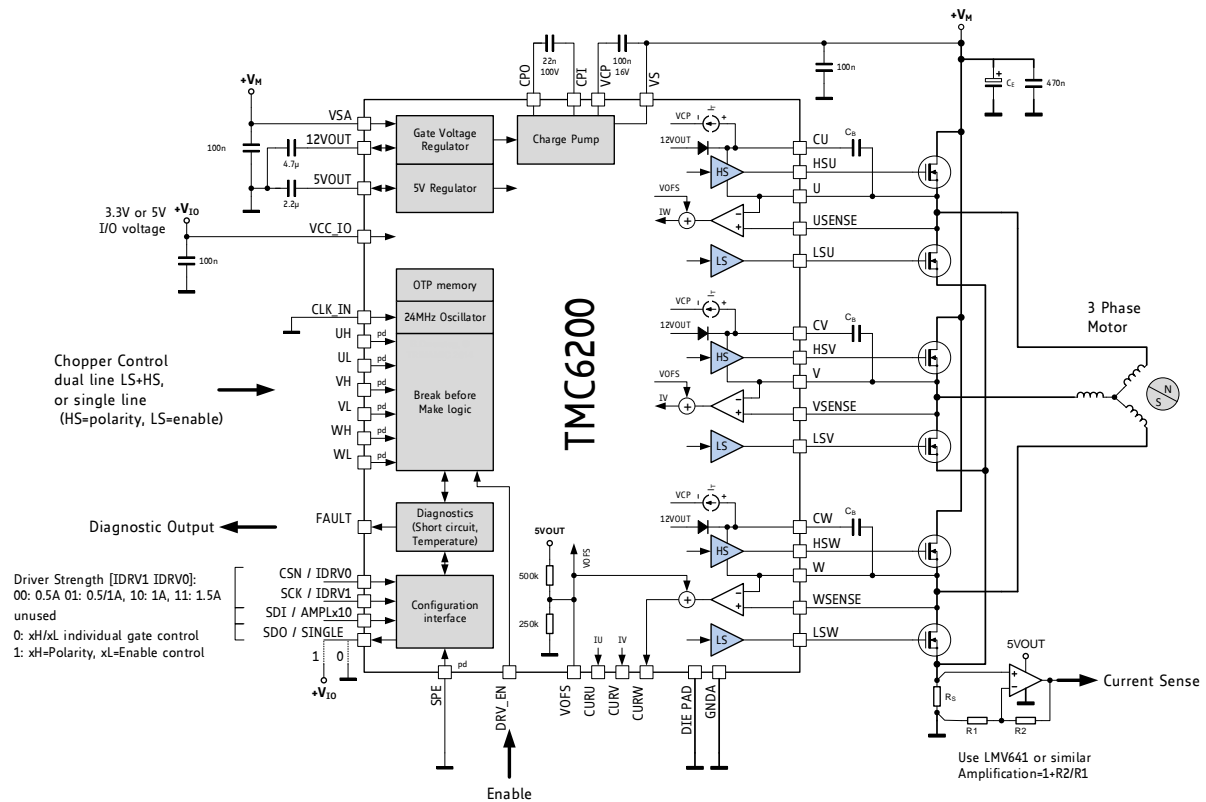 +VM
22n
100V
100n
16V
CPO
CPI
VCP
VS
100n
CE
470n
+VM
VSA
100n
12VOUT
4.7µ
5VOUT
2.2µ
Gate Voltage
Regulator
5V Regulator
Charge Pump
3.3V or 5V
I/O voltage
+VIO
VCC_IO
100n
OTP memory
24MHz Oscillator
CLK_IN
UH
pd
UL
pd
VH
pd
VL
pd
WH
pd
WL
pd
Break before
Make logic
Chopper Control
dual line LS+HS,
or single line
(HS=polarity, LS=enable)
TMC6200
Diagnostic Output
FAULT
Diagnostics
(Short circuit,
Temperature)
Driver Strength [IDRV1 IDRV0]:
00: 0.5A 01: 0.5/1A, 10: 1A, 11: 1.5A
unused
0: xH/xL individual gate control
1: xH=Polarity, xL=Enable control
CSN / IDRV0
SCK / IDRV1
SDI / AMPLx10
SDO / SINGLE
Configuration
interface
1
0
+VIO
pd
SPE
DRV_EN
Enable
5VOUT
VOFS
500k
250k
VOFS
IU
CURU
IV
CURV
CURW
DIE PAD
GNDA
VCP
12VOUT
HS
VOFS
IW
+
−
+
LS
CU
CB
HSU
U
USENSE
LSU
VCP
12VOUT
HS
VOFS
IV
+
−
+
LS
CV
CB
HSV
V
VSENSE
LSV
VCP
12VOUT
HS
+
−
+
LS
CW
CB
HSW
W
WSENSE
LSW
3 Phase
Motor
N
S
5VOUT
+
−
RS
R1
R2
Current Sense
Use LMV641 or similar
Amplification=1+R2/R1